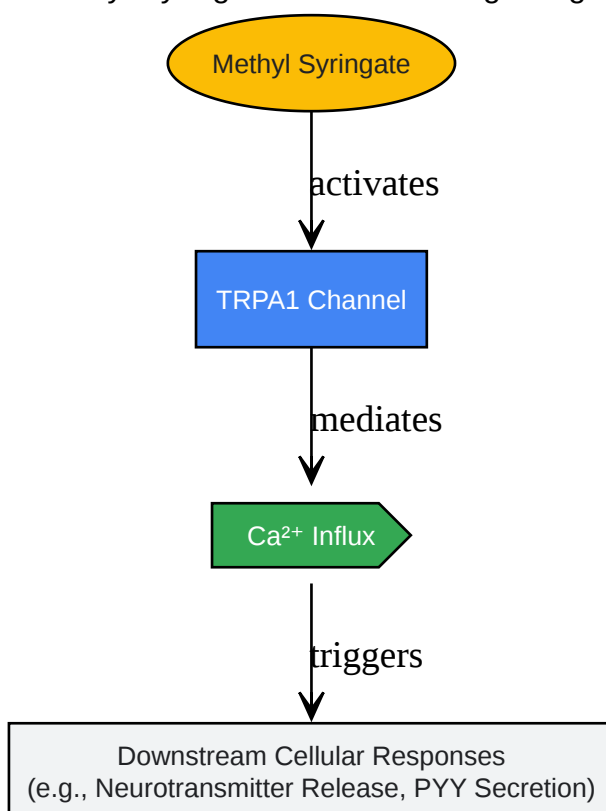 Methyl Syringate
activates
TRPA1 Channel
mediates
Ca²⁺ Influx
triggers
Downstream Cellular Responses
(e.g., Neurotransmitter Release, PYY Secretion)